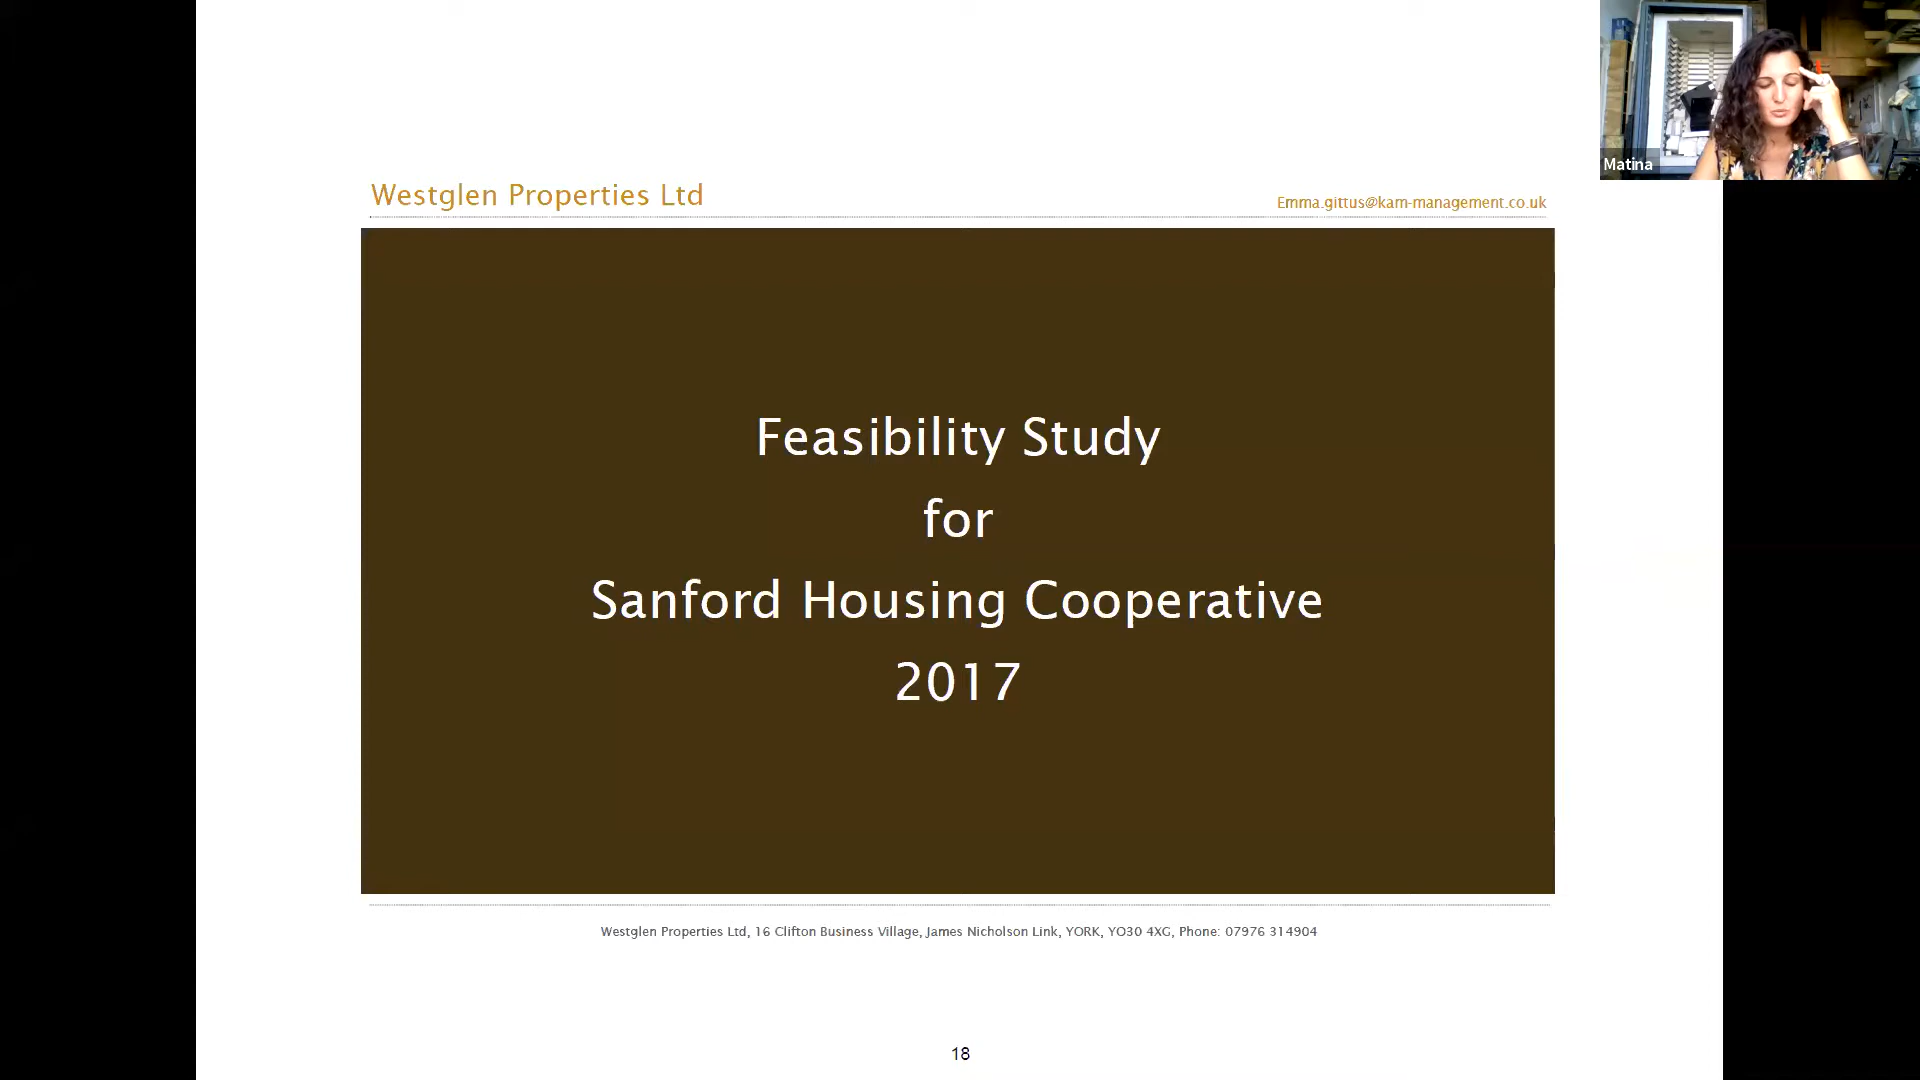 Westglen Properties Ltd
Emma.gittus@kam-management.co.uk
Matina
Feasibility Study
for
Sanford Housing Cooperative
2017
Westglen Properties Ltd, 16 Clifton Business Village, James Nicholson Link, YORK, YO30 4XG, Phone: 07976 314904
18